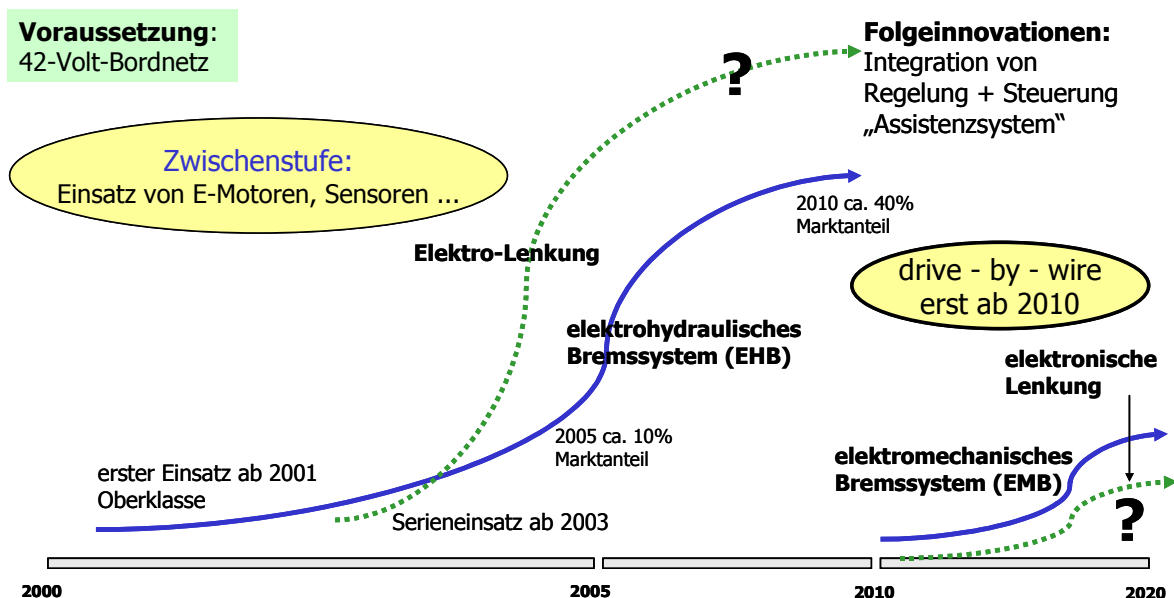 Voraussetzung:
42-Volt-Bordnetz
Zwischenstufe:
Einsatz von E-Motoren, Sensoren ...
?
Folgeinnovationen:
Integration von
Regelung + Steuerung
„Assistenzsystem“
2010 ca. 40%
Marktanteil
Elektro-Lenkung
drive - by - wire
erst ab 2010
elektrohydraulisches
Bremssystem (EHB)
elektronische
Lenkung
2005 ca. 10%
Marktanteil
erster Einsatz ab 2001
Oberklasse
elektromechanisches
Bremssystem (EMB)
Serieneinsatz ab 2003
?
2000
2005
2010
2020